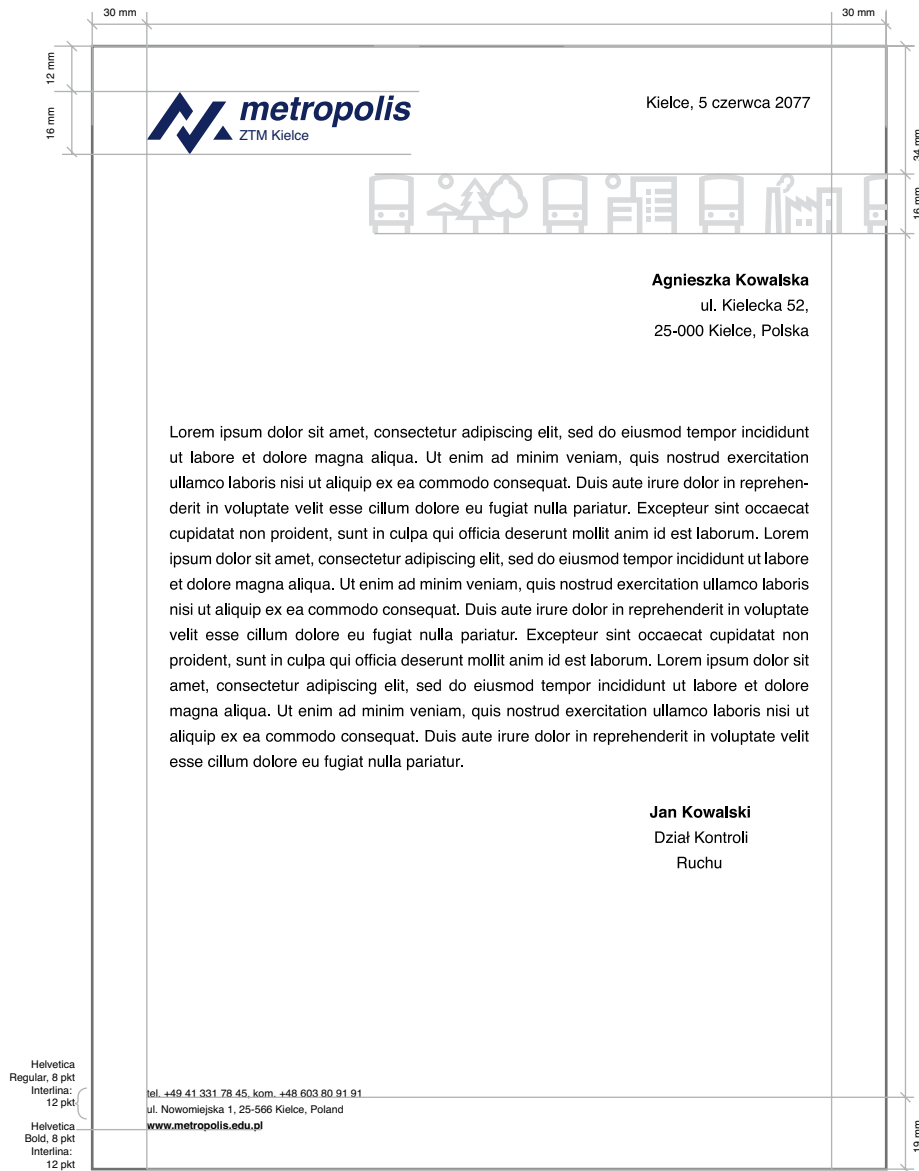 30 mm
30 mm
12 mm
16 mm
metropolis
ZTM Kielce
Kielce, 5 czerwca 2077
34 mm
16 mm
Agnieszka Kowalska
ul. Kielecka 52,
25-000 Kielce, Polska
Lorem ipsum dolor sit amet, consectetur adipiscing elit, sed do eiusmod tempor incididunt
ut labore et dolore magna aliqua. Ut enim ad minim veniam, quis nostrud exercitation
ullamco laboris nisi ut aliquip ex ea commodo consequat. Duis aute irure dolor in reprehen-
derit in voluptate velit esse cillum dolore eu fugiat nulla pariatur. Excepteur sint occaecat
cupidatat non proident, sunt in culpa qui officia deserunt mollit anim id est laborum. Lorem
ipsum dolor sit amet, consectetur adipiscing elit, sed do eiusmod tempor incididunt ut labore
et dolore magna aliqua. Ut enim ad minim veniam, quis nostrud exercitation ullamco laboris
nisi ut aliquip ex ea commodo consequat. Duis aute irure dolor in reprehenderit in voluptate
velit esse cillum dolore eu fugiat nulla pariatur. Excepteur sint occaecat cupidatat non
proident, sunt in culpa qui officia deserunt mollit anim id est laborum. Lorem ipsum dolor sit
amet, consectetur adipiscing elit, sed do eiusmod tempor incididunt ut labore et dolore
magna aliqua. Ut enim ad minim veniam, quis nostrud exercitation ullamco laboris nisi ut
aliquip ex ea commodo consequat. Duis aute irure dolor in reprehenderit in voluptate velit
esse cillum dolore eu fugiat nulla pariatur.
Jan Kowalski
Dział Kontroli
Ruchu
Helvetica
Regular, 8 pkt
Interlina:
12 pkt
Helvetica
Bold, 8 pkt
Interlina:
12 pkt
tel. +49 41 331 78 45, kom. +48 603 80 91 91
ul. Nowomiejska 1, 25-566 Kielce, Poland
www.metropolis.edu.pl
19 mm